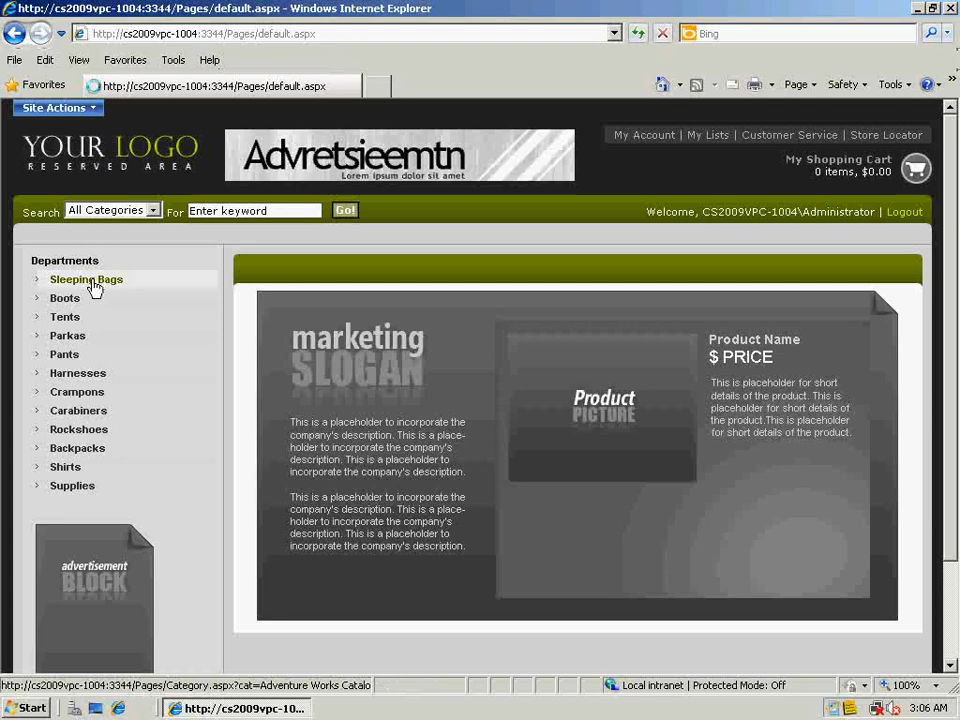 http://cs2009vpc-1004:3344/Pages/default.aspx - Windows Internet Explorer
http://cs2009vpc-1004:3344/Pages/default.aspx
Bing
File Edit View Favorites Tools Help
Favorites http://cs2009vpc-1004:3344/Pages/default.aspx
Page Safety Tools
Site Actions
YOUR LOGO
RESERVED AREA
Advretsieemtn
Lorem ipsum dolor sit amet
My Account | My Lists | Customer Service | Store Locator
My Shopping Cart
0 items, $0.00
Search All Categories For Enter keyword Go!
Welcome, CS2009VPC-1004\Administrator | Logout
Departments
Sleeping Bags
Boots
Tents
Parkas
Pants
Harnesses
Crampons
Carabiners
Rockshoes
Backpacks
Shirts
Supplies
advertisement
BLOCK
marketing
SLOGAN
This is a placeholder to incorporate the
company's description. This is a place-
holder to incorporate the company's
description. This is a placeholder to
incorporate the company's description.
This is a placeholder to incorporate the
company's description. This is a place-
holder to incorporate the company's
description. This is a placeholder to
incorporate the company's description.
Product
PICTURE
Product Name
$ PRICE
This is placeholder for short
details of the product. This is
placeholder for short details of
the product.This is placeholder
for short details of the product.
http://cs2009vpc-1004:3344/Pages/Category.aspx?cat=Adventure Works Catalo
Local intranet | Protected Mode: Off
100%
Start
http://cs2009vpc-10...
3:06 AM